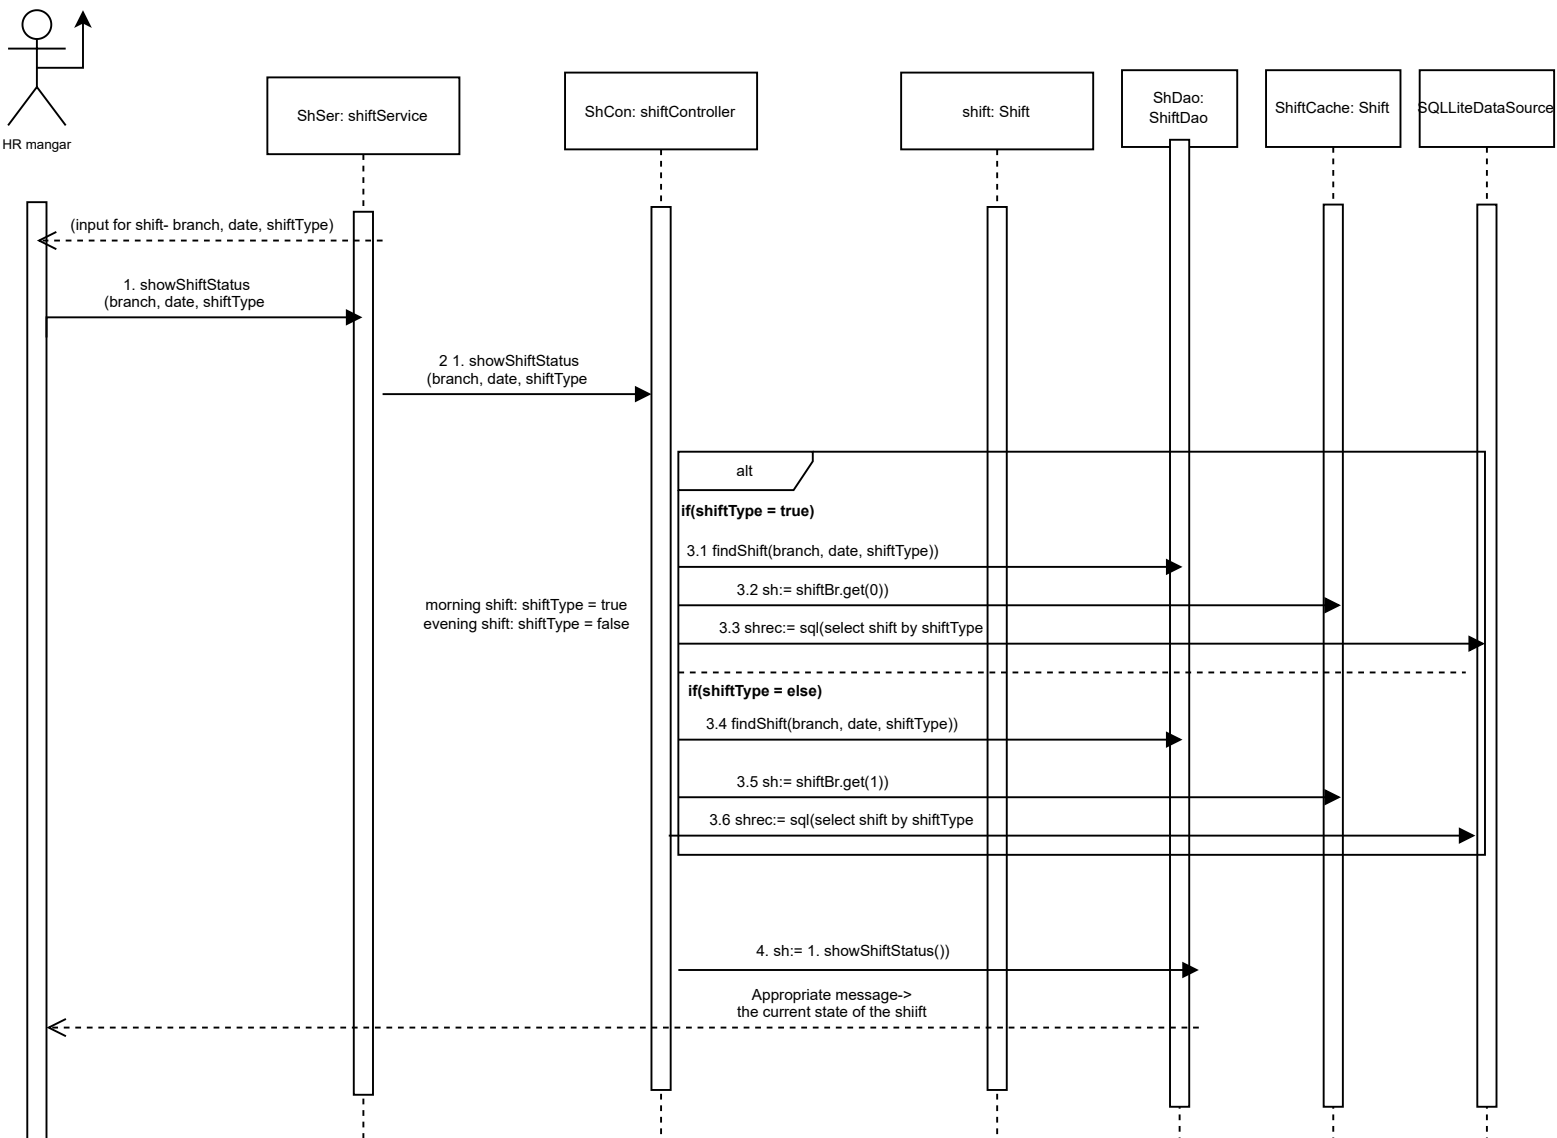 HR mangar
ShSer: shiftService
ShCon: shiftController
shift: Shift
ShDao:
ShiftDao
ShiftCache: Shift
SQLLiteDataSource
(input for shift- branch, date, shiftType)
1. showShiftStatus
(branch, date, shiftType
2 1. showShiftStatus
(branch, date, shiftType
alt
if(shiftType = true)
3.1 findShift(branch, date, shiftType))
3.2 sh:= shiftBr.get(0))
morning shift: shiftType = true
evening shift: shiftType = false
3.3 shrec:= sql(select shift by shiftType
if(shiftType = else)
3.4 findShift(branch, date, shiftType))
3.5 sh:= shiftBr.get(1))
3.6 shrec:= sql(select shift by shiftType
4. sh:= 1. showShiftStatus())
Appropriate message->
the current state of the shiift